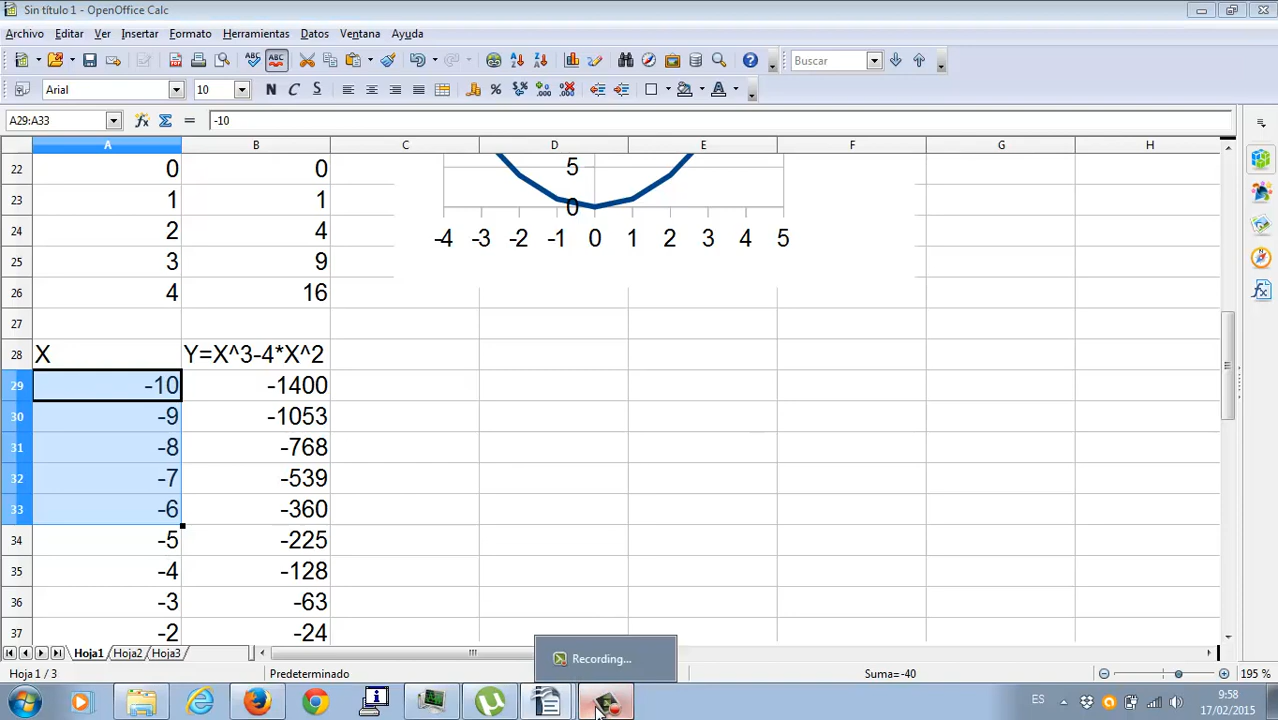 Sin título 1 - OpenOffice Calc
Archivo Editar Ver Insertar Formato Herramientas Datos Ventana Ayuda
Buscar
Arial 10 N C S
A29:A33 -10
A B C D E F G H
22 0 0
23 1 1
24 2 4
25 3 9
26 4 16
27
28 X Y=X^3-4*X^2
29 -10 -1400
30 -9 -1053
31 -8 -768
32 -7 -539
33 -6 -360
34 -5 -225
35 -4 -128
36 -3 -63
37 -2 -24
5
0
-4 -3 -2 -1 0 1 2 3 4 5
Hoja1 Hoja2 Hoja3
Recording...
Hoja 1 / 3 Predeterminado Suma=-40 195 %
ES 9:58
17/02/2015